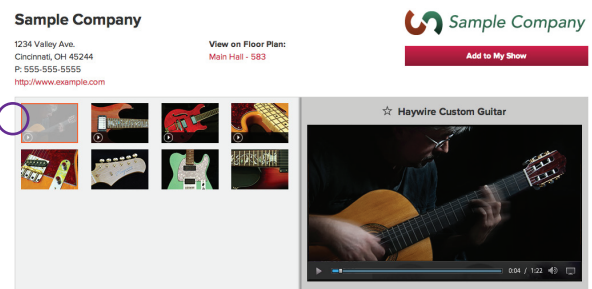 Sample Company
1234 Valley Ave.
Cincinnati, OH 45244
P: 555-555-5555
http://www.example.com
View on Floor Plan:
Main Hall - 583
Sample Company
Add to My Show
☆ Haywire Custom Guitar
0:04 / 1:22